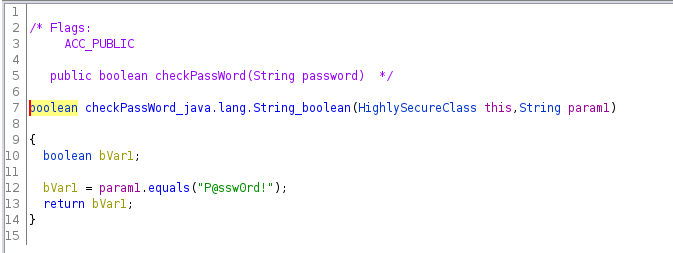 1
2 /* Flags:
3 ACC_PUBLIC
4
5 public boolean checkPassWord(String password) */
6
7 boolean checkPassWord_java.lang.String_boolean(HighlySecureClass this,String param1)
8
9 {
10 boolean bVar1;
11
12 bVar1 = param1.equals("P@ssw0rd!");
13 return bVar1;
14 }
15